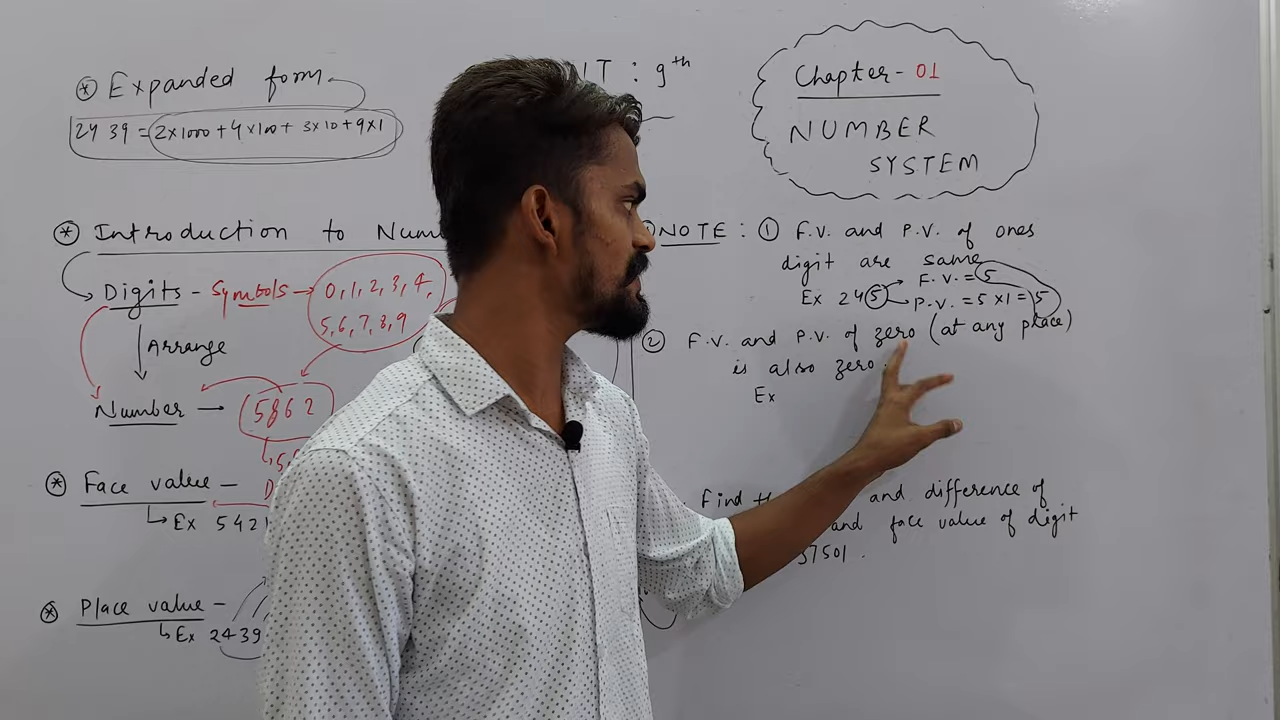 Expanded form
2439 = 2×1000 + 4×100 + 3×10 + 9×1
: 9th
Chapter - 01
NUMBER
SYSTEM
Introduction to
Digits - Symbols → 0, 1, 2, 3, 4,
5, 6, 7, 8, 9
Arrange
Number → 5862
Face value -
Ex 5421
Place value -
Ex 2439
NOTE : ① F.V. and P.V. of ones
digit are same
Ex 245 F.V. = 5
P.V. = 5 × 1 = 5
② F.V. and P.V. of zero (at any place)
is also zero.
Ex
Find and difference of
and face value of digit
37501.